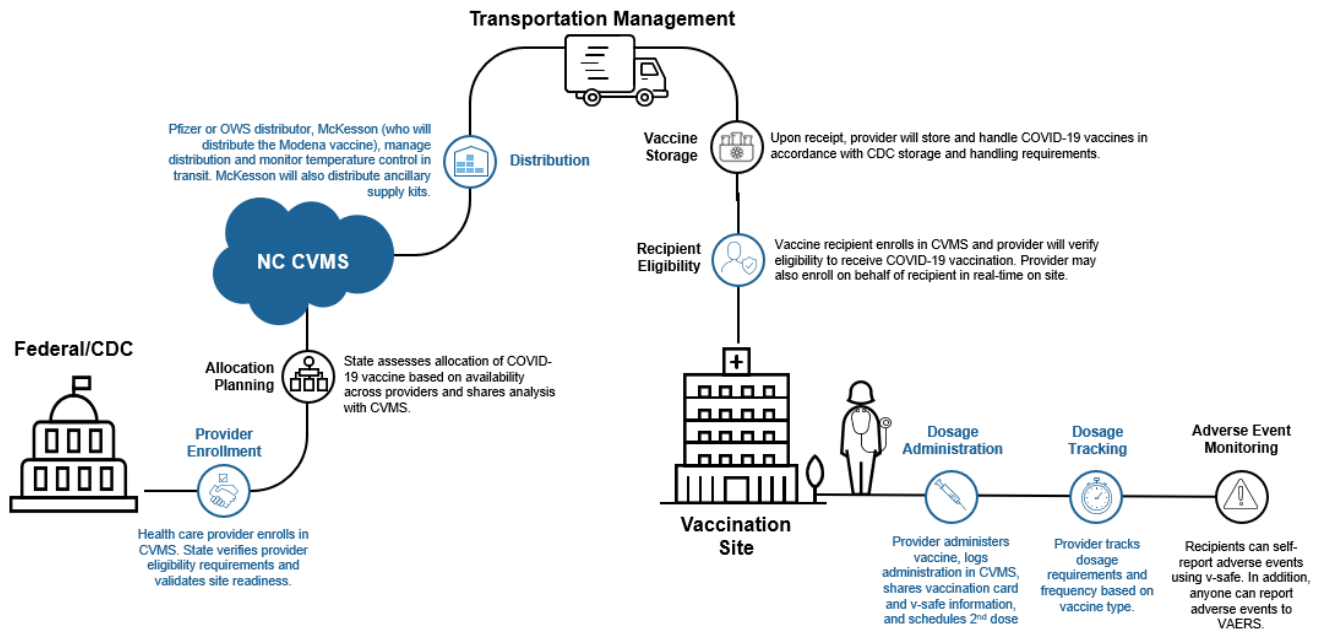 Transportation Management
Pfizer or OWS distributor, McKesson (who will
distribute the Modena vaccine), manage
distribution and monitor temperature control in
transit. McKesson will also distribute ancillary
supply kits.
Distribution
Vaccine
Storage
Upon receipt, provider will store and handle COVID-19 vaccines in
accordance with CDC storage and handling requirements.
NC CVMS
Recipient
Eligibility
Vaccine recipient enrolls in CVMS and provider will verify
eligibility to receive COVID-19 vaccination. Provider may
also enroll on behalf of recipient in real-time on site.
Federal/CDC
Allocation
Planning
State assesses allocation of COVID-
19 vaccine based on availability
across providers and shares analysis
with CVMS.
Provider
Enrollment
Health care provider enrolls in
CVMS. State verifies provider
eligibility requirements and
validates site readiness.
Vaccination
Site
Dosage
Administration
Provider administers
vaccine, logs
administration in CVMS,
shares vaccination card
and v-safe information,
and schedules 2nd dose
Dosage
Tracking
Provider tracks
dosage
requirements and
frequency based on
vaccine type.
Adverse Event
Monitoring
Recipients can self-
report adverse events
using v-safe. In addition,
anyone can report
adverse events to
VAERS.